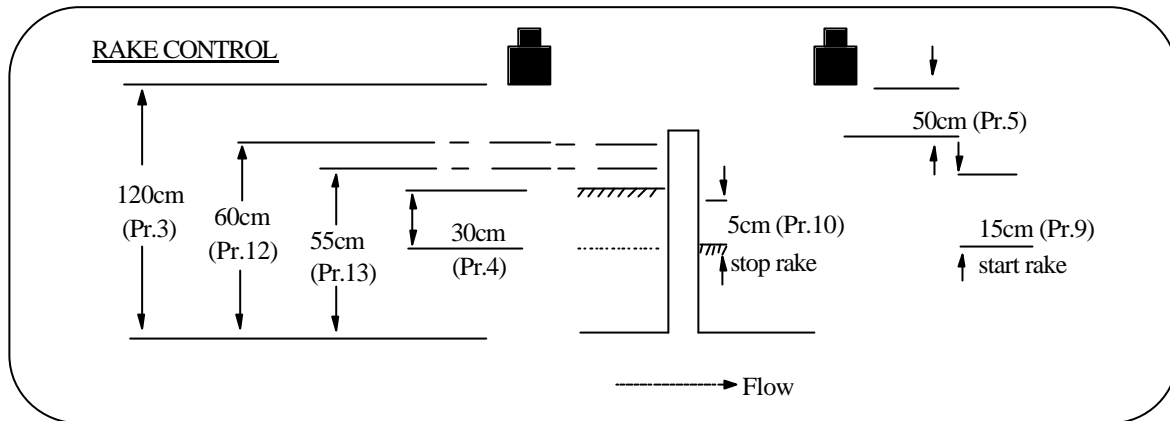 RAKE CONTROL
120cm
(Pr.3)
60cm
(Pr.12)
55cm
(Pr.13)
30cm
(Pr.4)
5cm (Pr.10)
stop rake
50cm (Pr.5)
15cm (Pr.9)
start rake
Flow